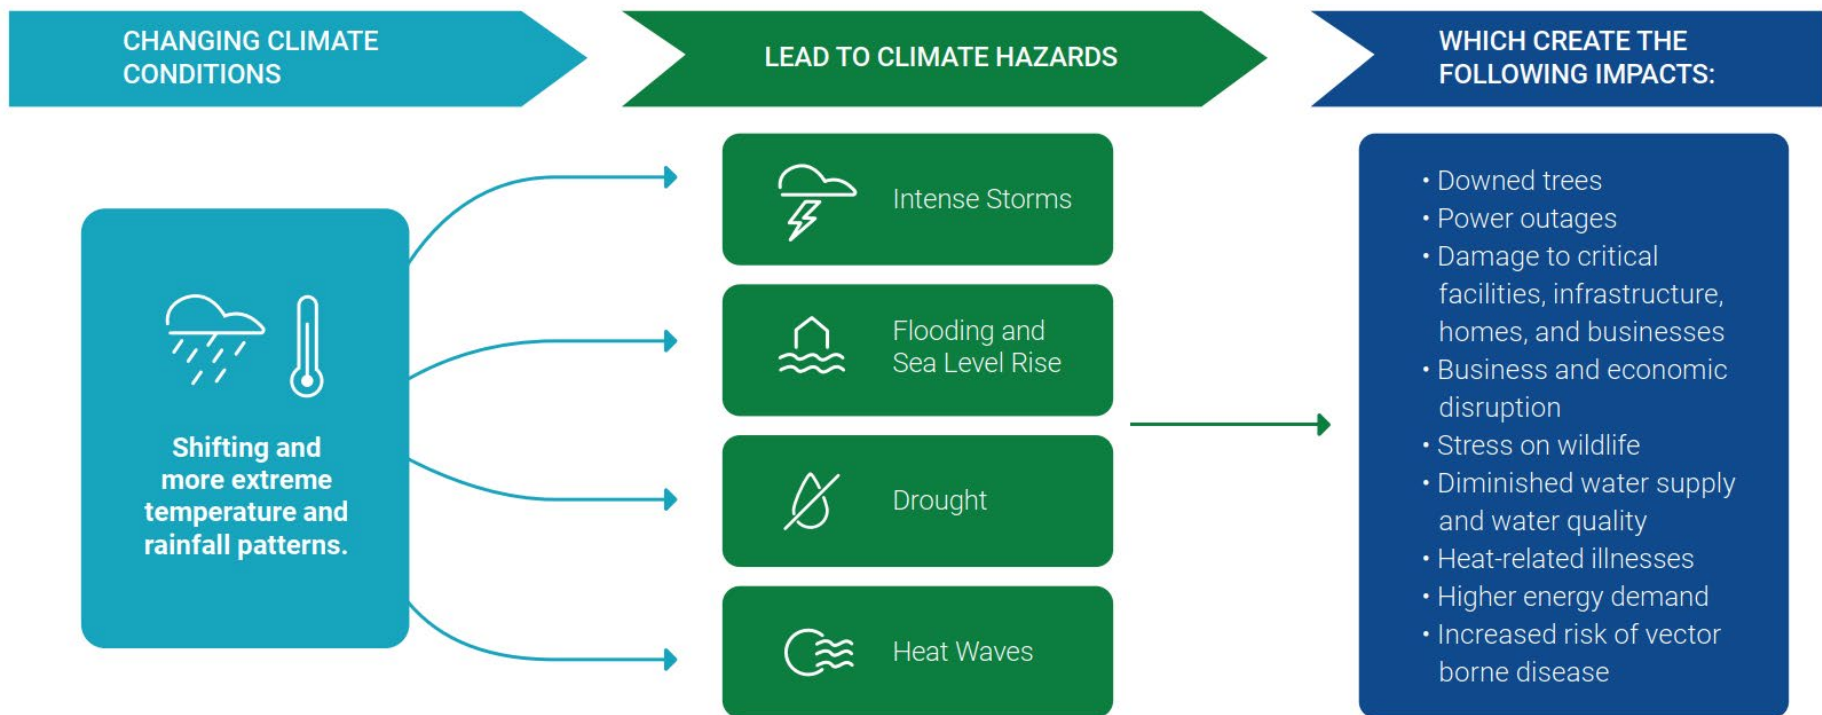 CHANGING CLIMATE
CONDITIONS
LEAD TO CLIMATE HAZARDS
WHICH CREATE THE
FOLLOWING IMPACTS:
Shifting and
more extreme
temperature and
rainfall patterns.
Intense Storms
Flooding and
Sea Level Rise
Drought
Heat Waves
• Downed trees
• Power outages
• Damage to critical
facilities, infrastructure,
homes, and businesses
• Business and economic
disruption
• Stress on wildlife
• Diminished water supply
and water quality
• Heat-related illnesses
• Higher energy demand
• Increased risk of vector
borne disease